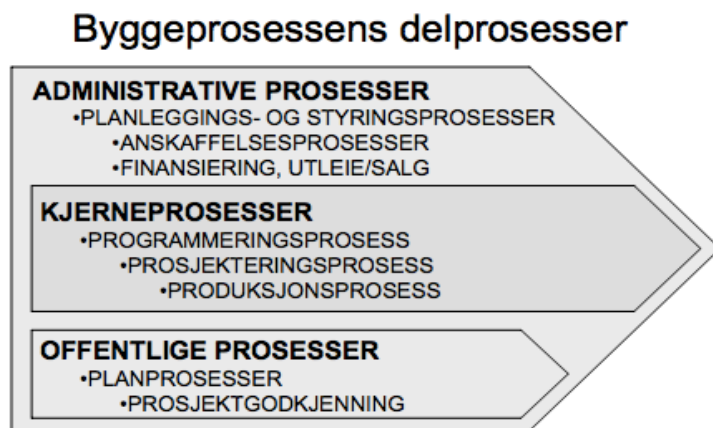 Byggeprosessens delprosesser
ADMINISTRATIVE PROSESSER
•PLANLEGGINGS- OG STYRINGSPROSESSER
•ANSKAFFELSESPROSESSER
•FINANSIERING, UTLEIE/SALG
KJERNEPROSESSER
•PROGRAMMERINGSPROSESS
•PROSJEKTERINGSPROSESS
•PRODUKSJONSPROSESS
OFFENTLIGE PROSESSER
•PLANPROSESSER
•PROSJEKTGODKJENNING